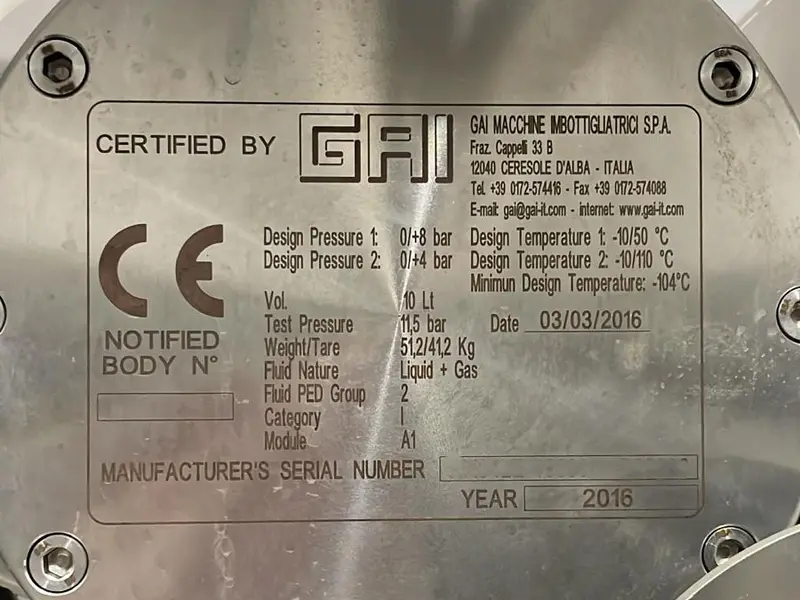 CERTIFIED BY GAI
GAI MACCHINE IMBOTTIGLIATRICI S.P.A.
Fraz. Cappelli 33 B
12040 CERESOLE D'ALBA - ITALIA
Tel. +39 0172-574416 - Fax +39 0172-574088
E-mail: gai@gai-it.com - internet: www.gai-it.com
CE
NOTIFIED
BODY N°
Design Pressure 1: 0/+8 bar Design Temperature 1: -10/50 °C
Design Pressure 2: 0/+4 bar Design Temperature 2: -10/110 °C
Minimun Design Temperature: -104°C
Vol. 10 Lt
Test Pressure 11,5 bar Date 03/03/2016
Weight/Tare 51,2/41,2 Kg
Fluid Nature Liquid + Gas
Fluid PED Group 2
Category I
Module A1
MANUFACTURER'S SERIAL NUMBER
YEAR 2016